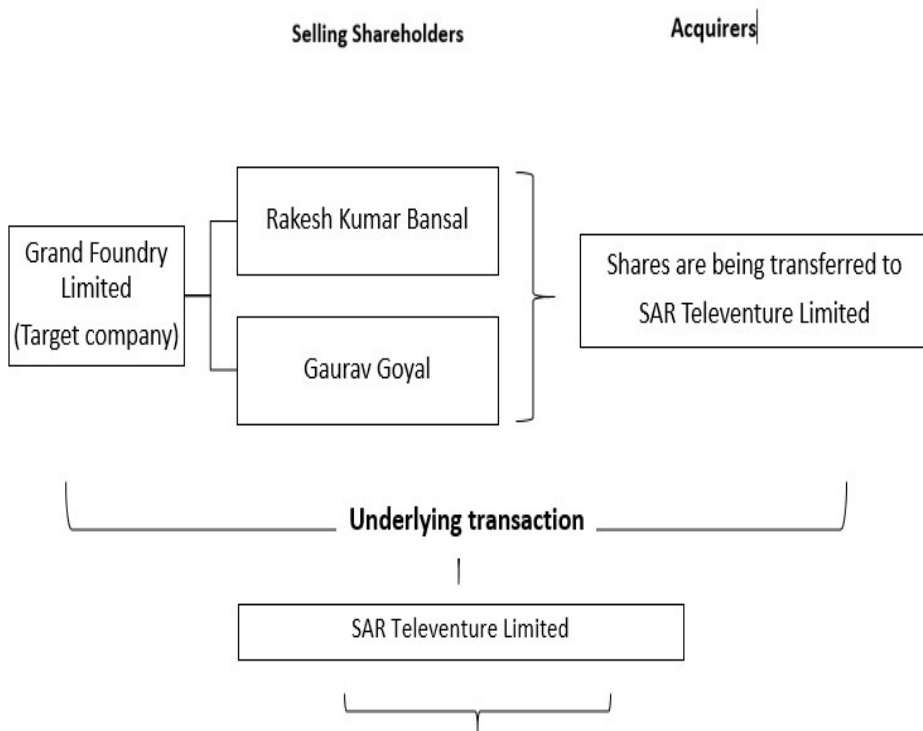 Selling Shareholders
Acquirers
Grand Foundry
Limited
(Target company)
Rakesh Kumar Bansal
Gaurav Goyal
Shares are being transferred to
SAR Televenture Limited
Underlying transaction
SAR Televenture Limited